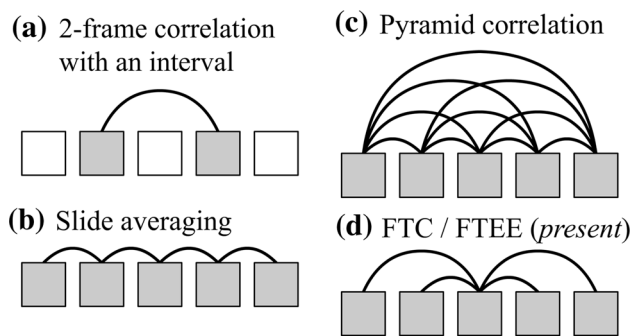 (a) 2-frame correlation
with an interval
(b) Slide averaging
(c) Pyramid correlation
(d) FTC / FTEE (present)